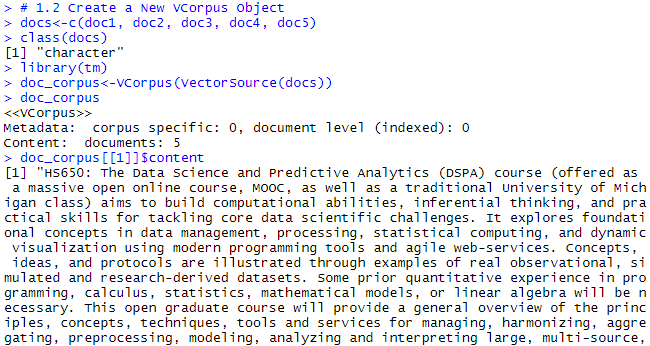 > # 1.2 Create a New VCorpus Object
> docs<-c(doc1, doc2, doc3, doc4, doc5)
> class(docs)
[1] "character"
> library(tm)
> doc_corpus<-VCorpus(VectorSource(docs))
> doc_corpus
<<VCorpus>>
Metadata:  corpus specific: 0, document level (indexed): 0
Content:  documents: 5
> doc_corpus[[1]]$content
[1] "HS650: The Data Science and Predictive Analytics (DSPA) course (offered as
 a massive open online course, MOOC, as well as a traditional University of Mich
igan class) aims to build computational abilities, inferential thinking, and pra
ctical skills for tackling core data scientific challenges. It explores foundati
onal concepts in data management, processing, statistical computing, and dynamic
 visualization using modern programming tools and agile web-services. Concepts,
 ideas, and protocols are illustrated through examples of real observational, si
mulated and research-derived datasets. Some prior quantitative experience in pro
gramming, calculus, statistics, mathematical models, or linear algebra will be n
ecessary. This open graduate course will provide a general overview of the princ
iples, concepts, techniques, tools and services for managing, harmonizing, aggre
gating, preprocessing, modeling, analyzing and interpreting large, multi-source,